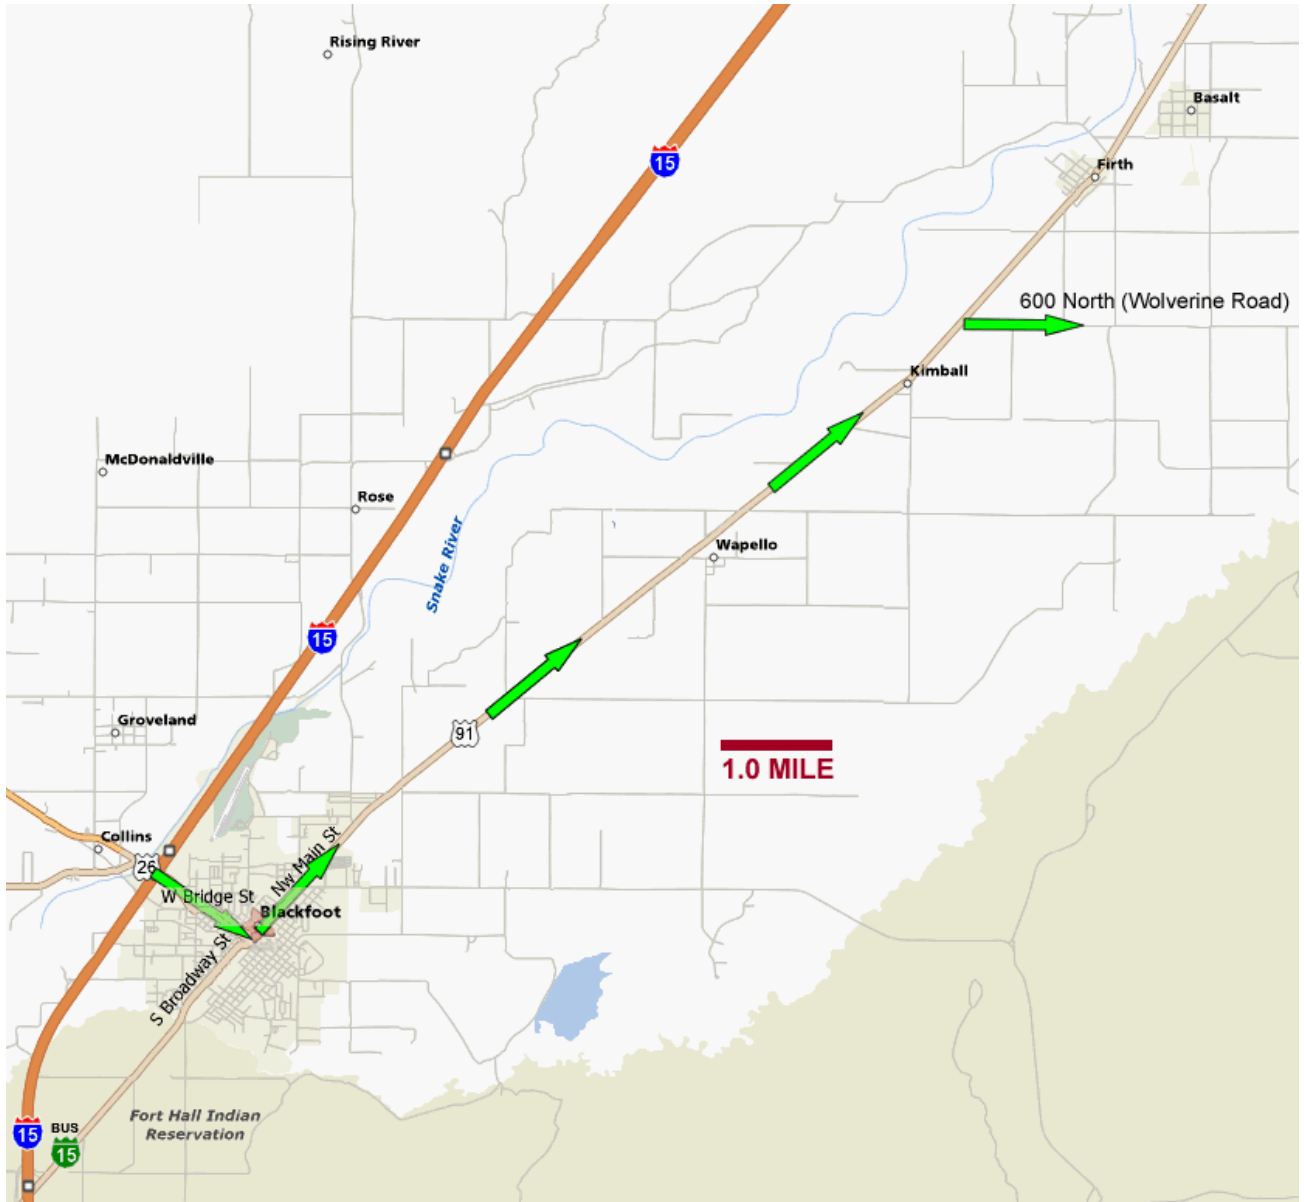 Rising River
Basalt
15
Firth
600 North (Wolverine Road)
Kimball
McDonaldville
Rose
Snake River
Wapello
15
Groveland
91
1.0 MILE
Collins
26
W Bridge St
Nw Main St
Blackfoot
S Broadway St
Fort Hall Indian
Reservation
15
BUS
15